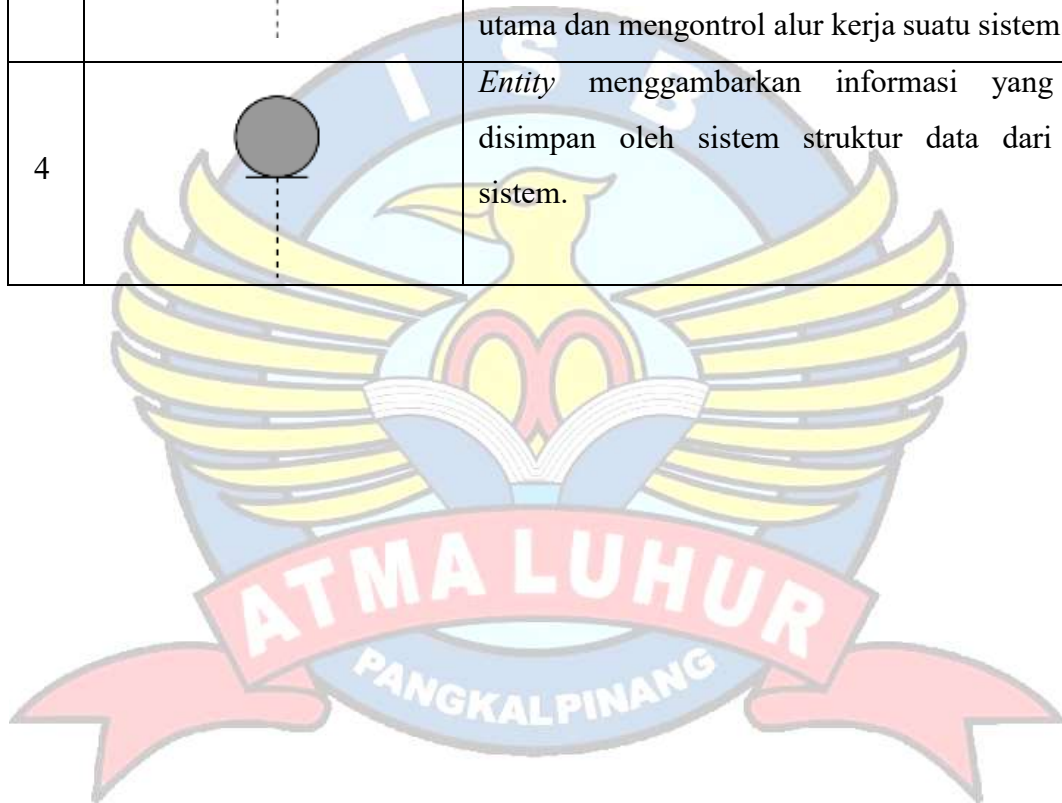 utama dan mengontrol alur kerja suatu sistem
Entity menggambarkan informasi yang
disimpan oleh sistem struktur data dari
4
sistem.
I S B
ATMA LUHUR
PANGKALPINANG